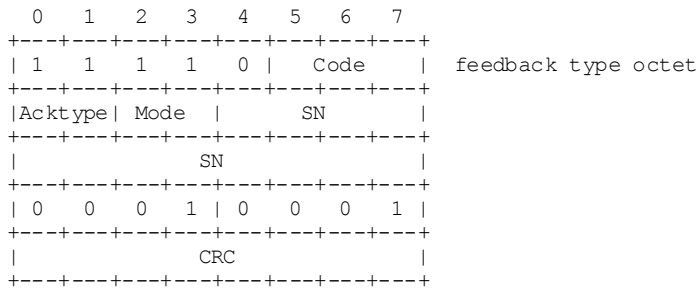 0   1   2   3   4   5   6   7
+---+---+---+---+---+---+---+---+
| 1   1   1   1   0 |   Code    |  feedback type octet
+---+---+---+---+---+---+---+---+
|Acktype| Mode  |      SN       |
+---+---+---+---+---+---+---+---+
|              SN               |
+---+---+---+---+---+---+---+---+
| 0   0   0   1 | 0   0   0   1 |
+---+---+---+---+---+---+---+---+
|              CRC              |
+---+---+---+---+---+---+---+---+